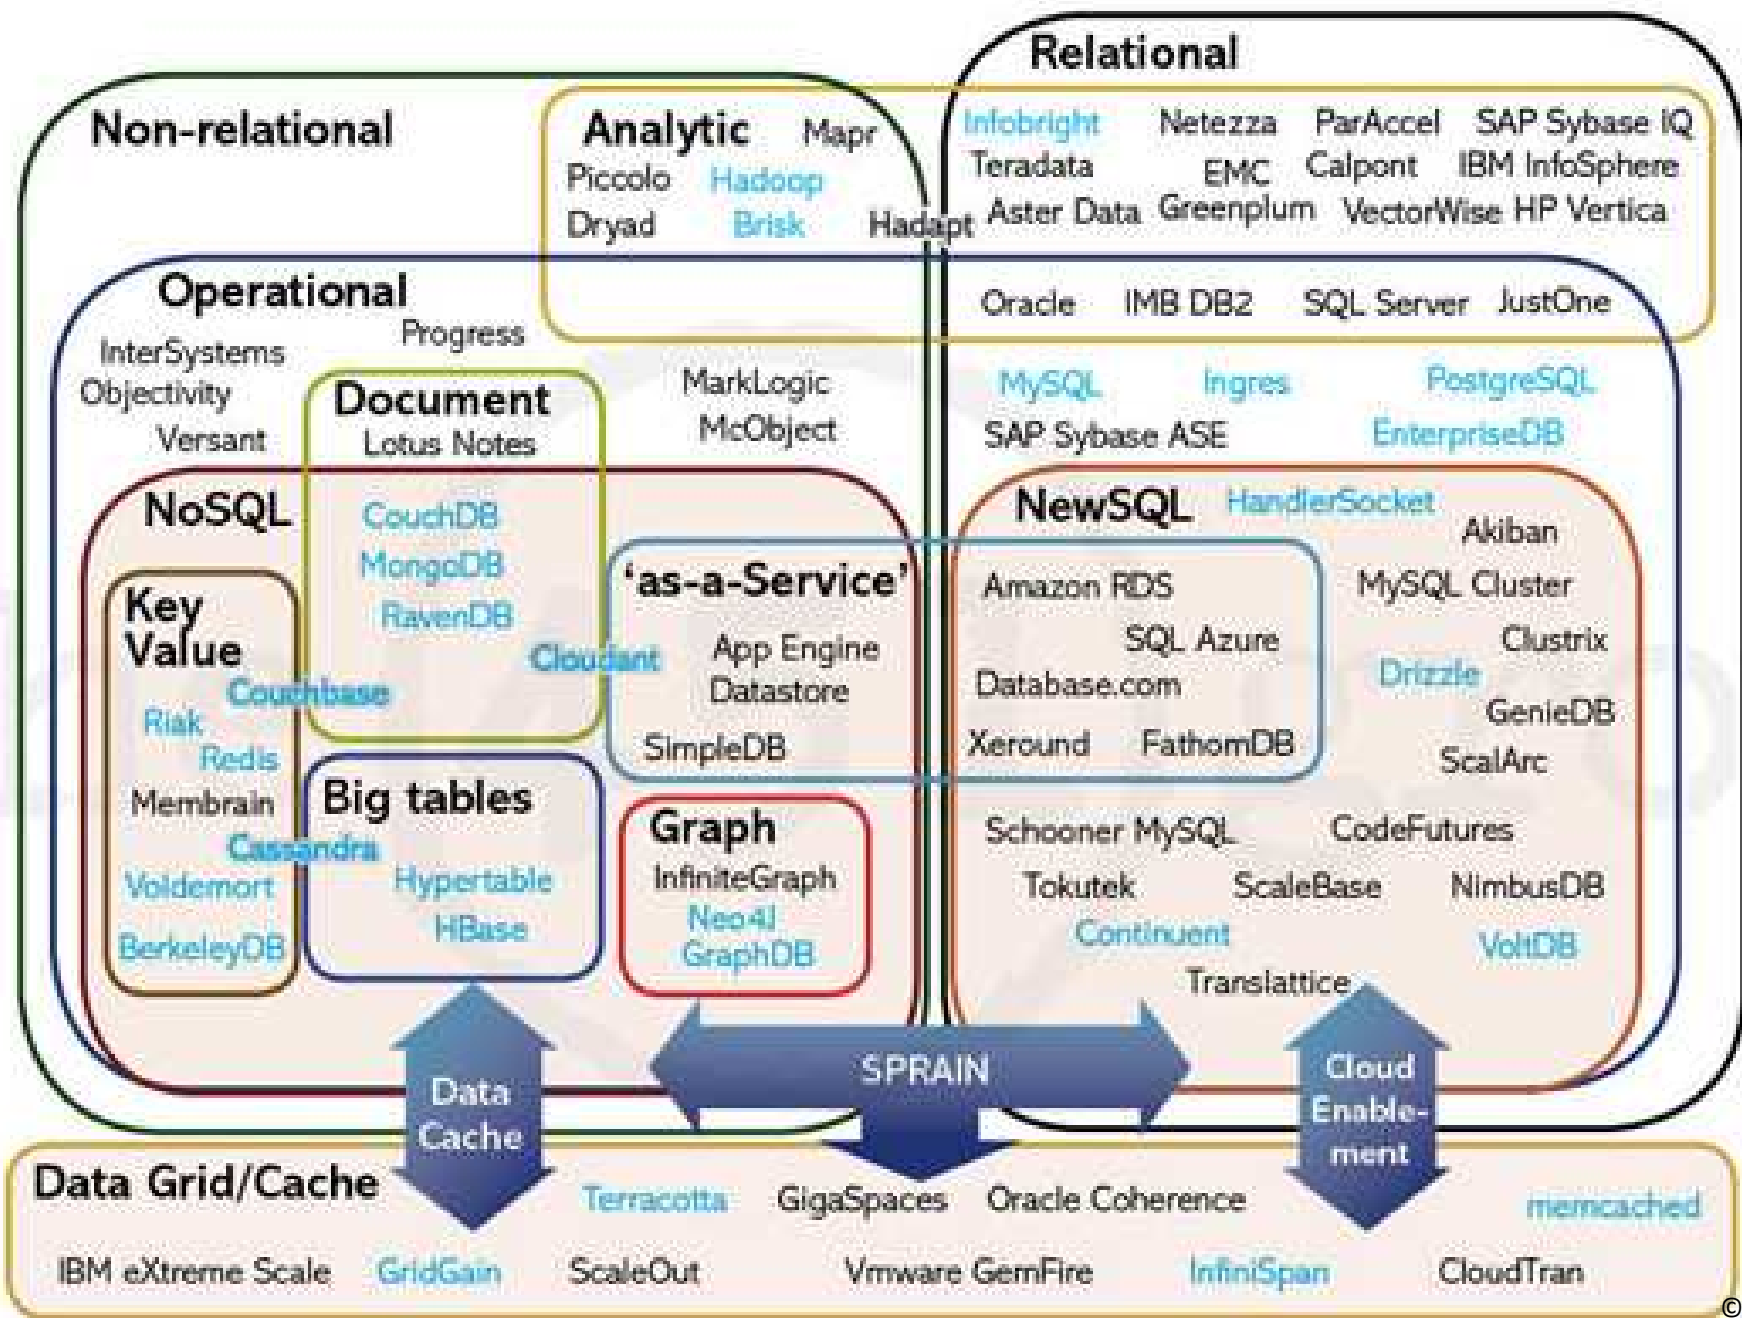 Relational
Non-relational
Analytic Mapr
Piccolo Hadoop
Dryad Brisk Hadapt
Infobright Netezza ParAccel SAP Sybase IQ
Teradata EMC Calpont IBM InfoSphere
Aster Data Greenplum VectorWise HP Vertica
Operational
Oracle IMB DB2 SQL Server JustOne
Progress
InterSystems
Objectivity
Versant
Document
Lotus Notes
MarkLogic
McObject
MySQL Ingres PostgreSQL
SAP Sybase ASE EnterpriseDB
NoSQL
CouchDB
MongoDB
RavenDB
Cloudant
Key
Value
Couchbase
Riak
Redis
Membrain
Cassandra
Voldemort
BerkeleyDB
Big tables
Hypertable
HBase
'as-a-Service'
App Engine
Datastore
SimpleDB
Graph
InfiniteGraph
Neo4J
GraphDB
NewSQL HandlerSocket
Akiban
Amazon RDS MySQL Cluster
SQL Azure Clustrix
Database.com Drizzle
GenieDB
Xeround FathomDB ScalArc
Schooner MySQL CodeFutures
Tokutek ScaleBase NimbusDB
Continuent VoltDB
Translattice
Data
Cache
SPRAIN
Cloud
Enable-
ment
Data Grid/Cache
Terracotta GigaSpaces Oracle Coherence memcached
IBM eXtreme Scale GridGain ScaleOut Vmware GemFire InfiniSpan CloudTran
©